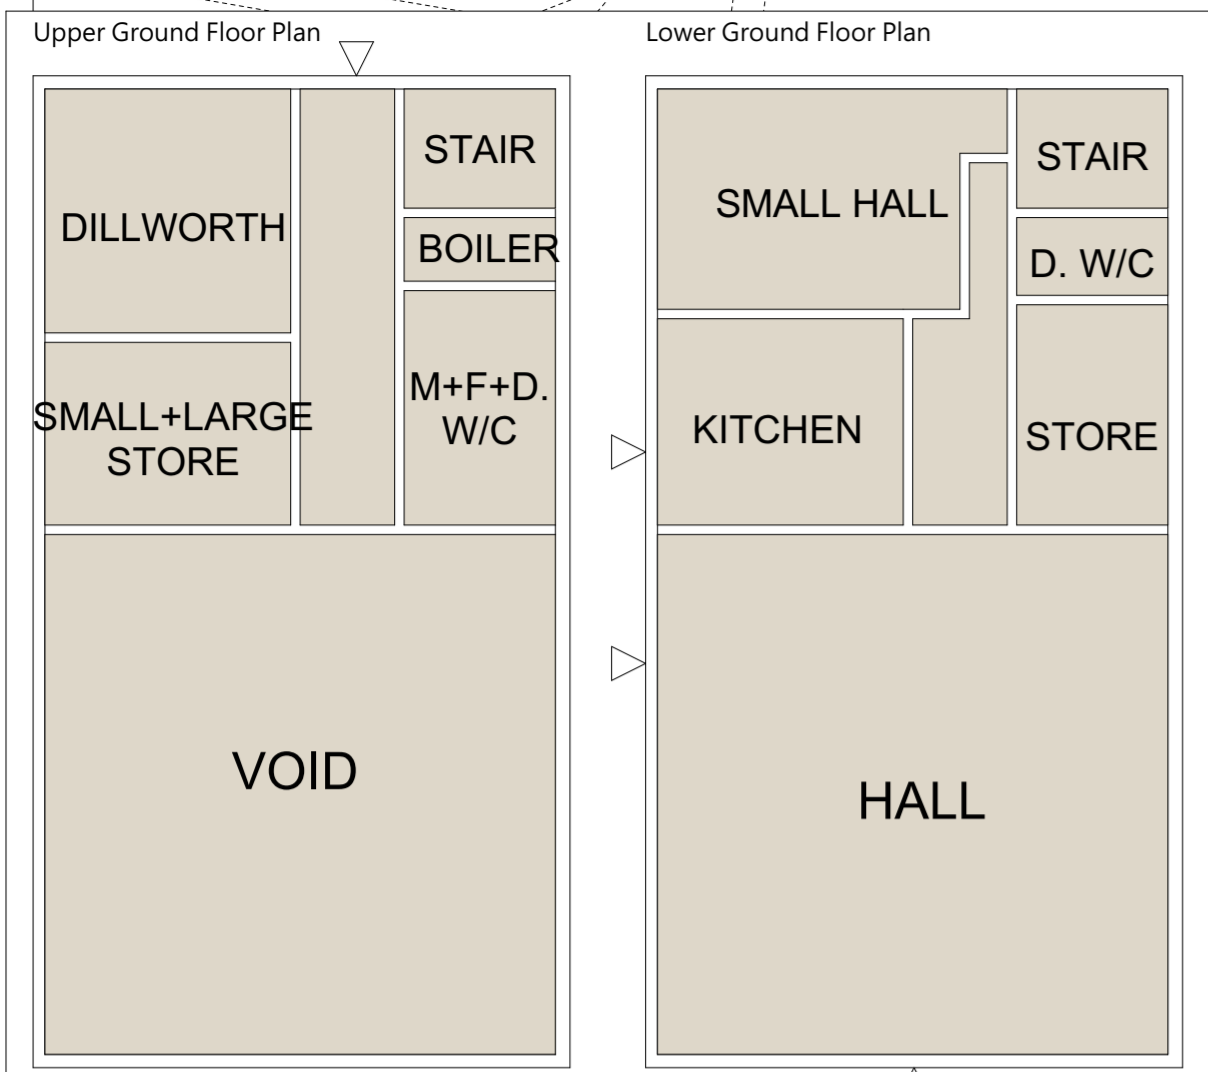 Upper Ground Floor Plan
STAIR
DILLWORTH
BOILER
M+F+D.
W/C
SMALL+LARGE
STORE
VOID
Lower Ground Floor Plan
STAIR
SMALL HALL
D. W/C
KITCHEN
STORE
HALL